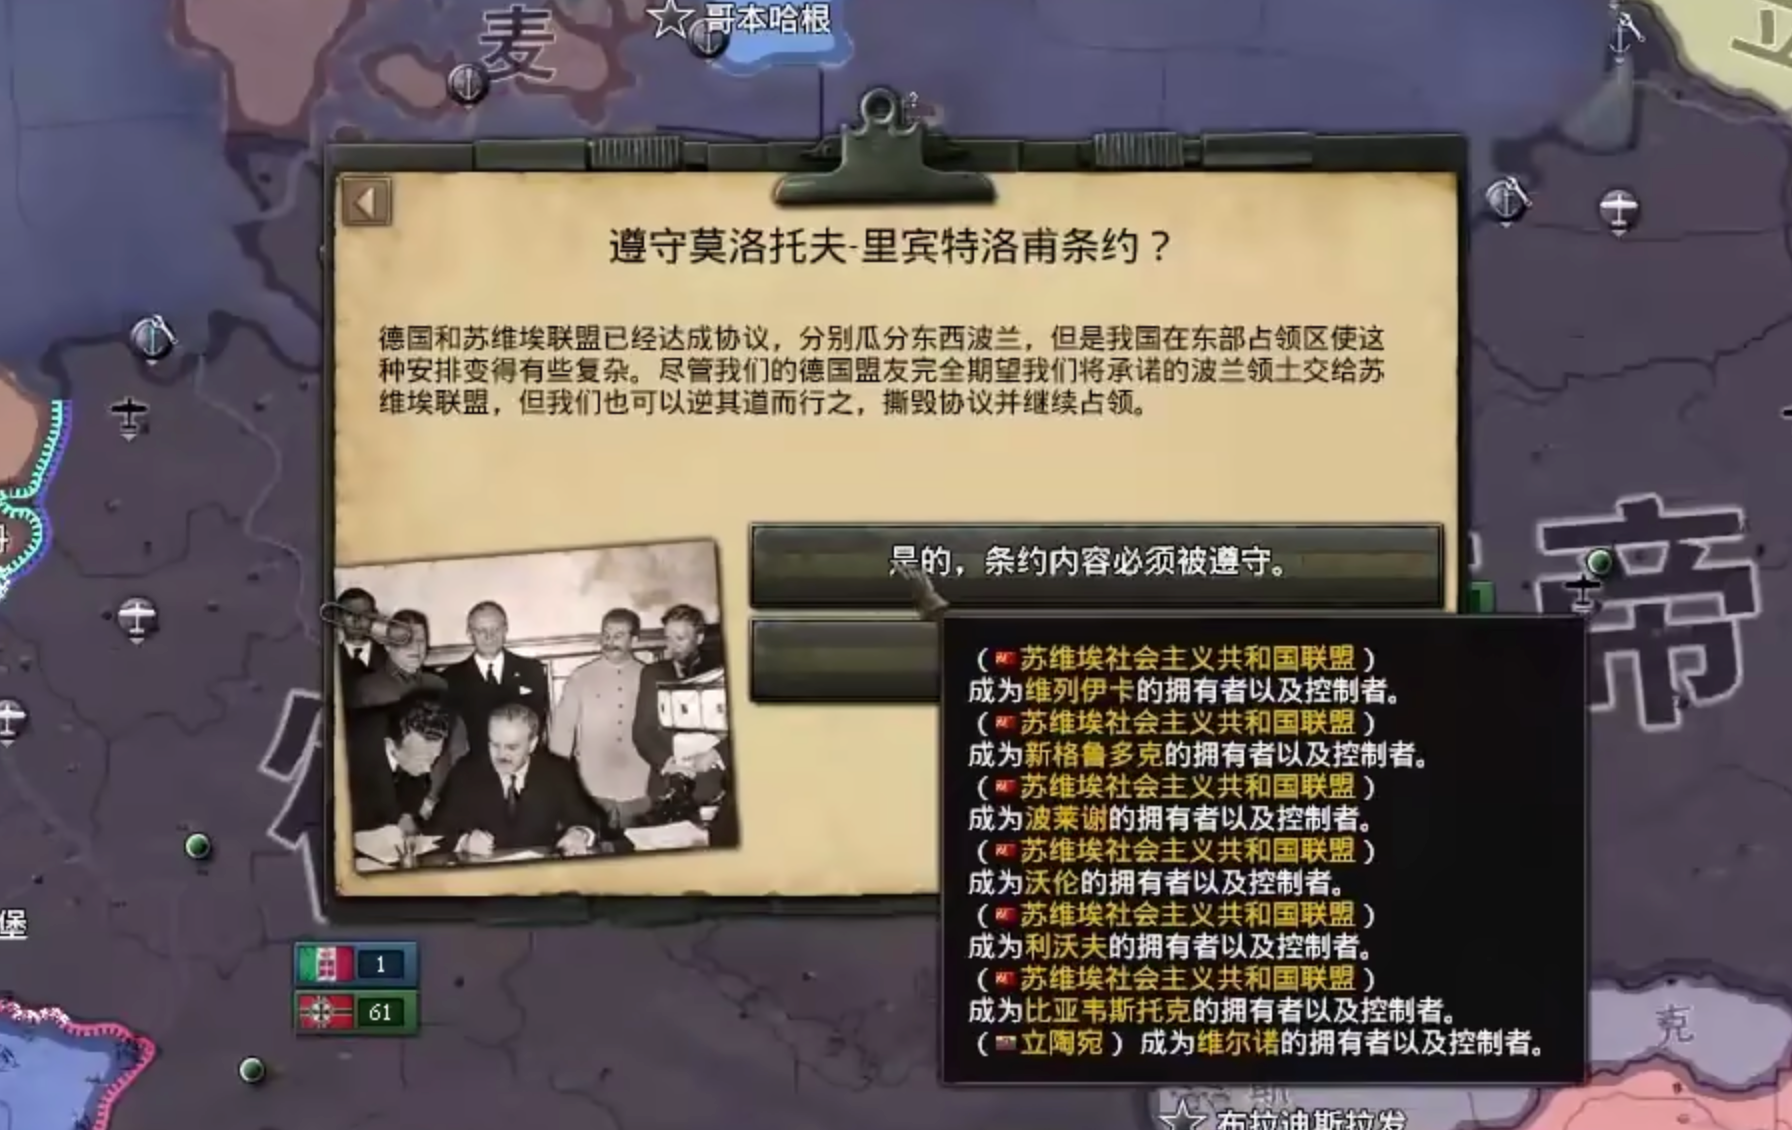 麦
哥本哈根
遵守莫洛托夫-里宾特洛甫条约？
德国和苏维埃联盟已经达成协议，分别瓜分东西波兰，但是我国在东部占领区使这
种安排变得有些复杂。尽管我们的德国盟友完全期望我们将承诺的波兰领土交给苏
维埃联盟，但我们也可以逆其道而行之，撕毁协议并继续占领。
是的，条约内容必须被遵守。
（苏维埃社会主义共和国联盟）
成为维列伊卡的拥有者以及控制者。
（苏维埃社会主义共和国联盟）
成为新格鲁多克的拥有者以及控制者。
（苏维埃社会主义共和国联盟）
成为波莱谢的拥有者以及控制者。
（苏维埃社会主义共和国联盟）
成为沃伦的拥有者以及控制者。
（苏维埃社会主义共和国联盟）
成为利沃夫的拥有者以及控制者。
（苏维埃社会主义共和国联盟）
成为比亚韦斯托克的拥有者以及控制者。
（立陶宛）成为维尔诺的拥有者以及控制者。
帝
堡
1
61
克
布拉迪斯拉发